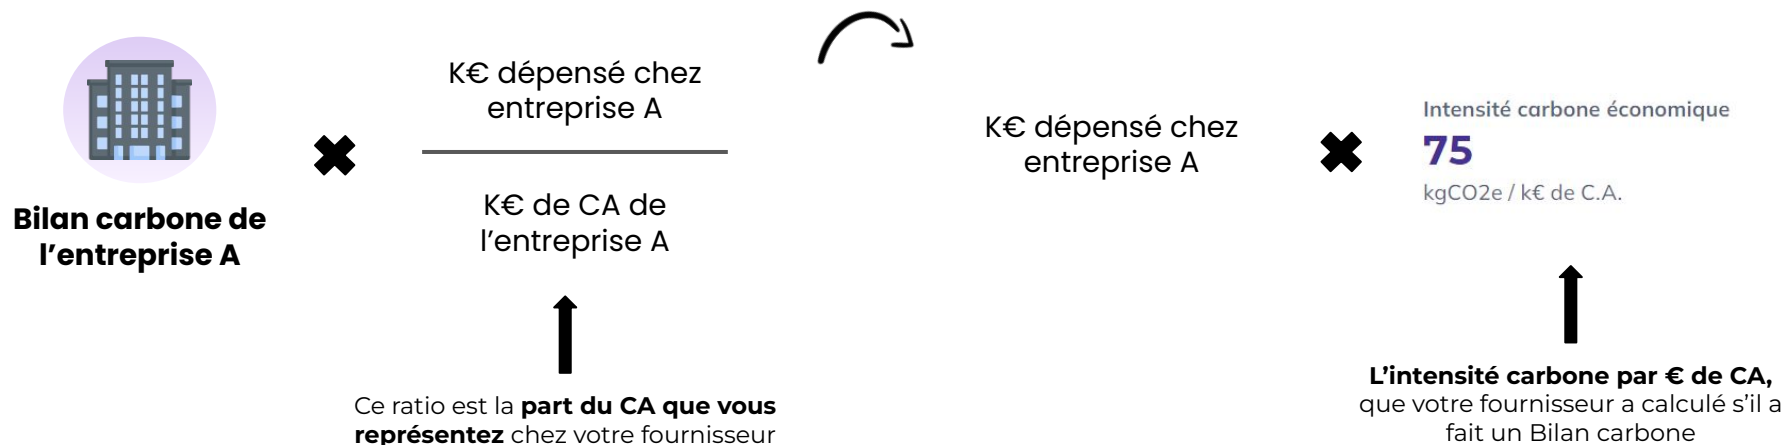 Bilan carbone de
l’entreprise A
K€ dépensé chez
entreprise A
K€ de CA de
l’entreprise A
Ce ratio est la part du CA que vous
représentez chez votre fournisseur
K€ dépensé chez
entreprise A
Intensité carbone économique
75
kgCO2e / k€ de C.A.
L’intensité carbone par € de CA,
que votre fournisseur a calculé s’il a
fait un Bilan carbone